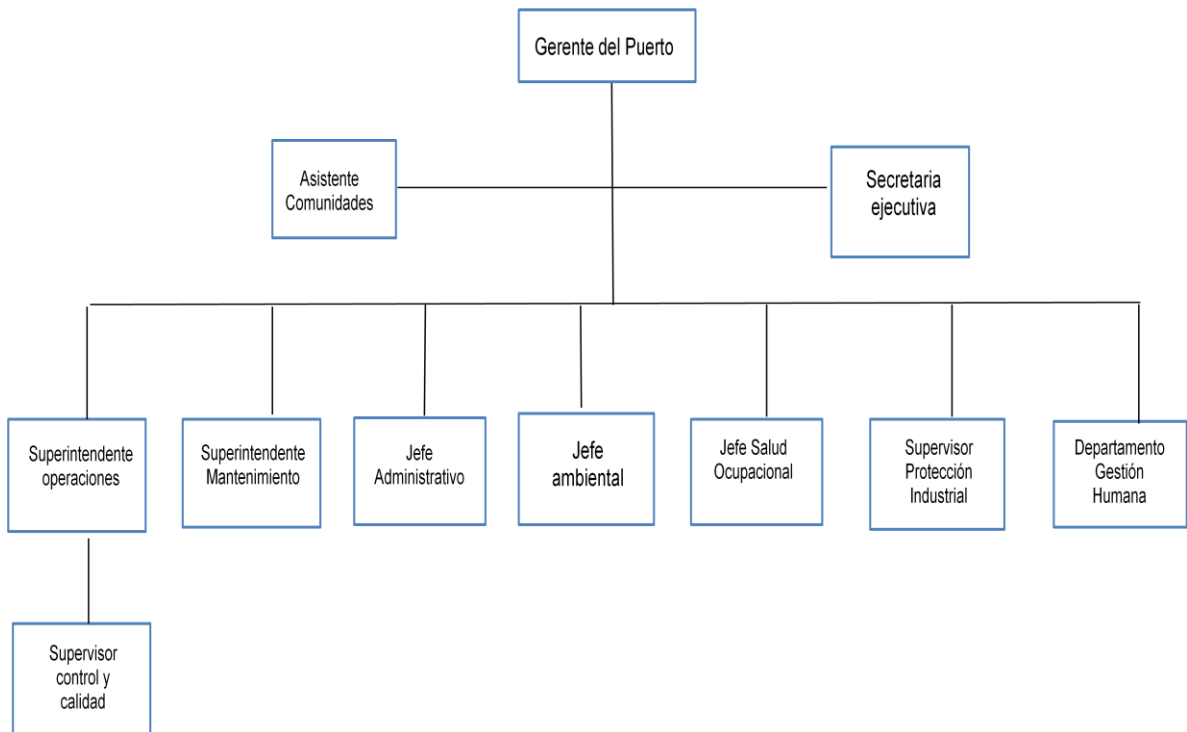 Gerente del Puerto
Asistente
Comunidades
Secretaria
ejecutiva
Superintendente
operaciones
Superintendente
Mantenimiento
Jefe
Administrativo
Jefe
ambiental
Jefe Salud
Ocupacional
Supervisor
Protección
Industrial
Departamento
Gestión
Humana
Supervisor
control y
calidad